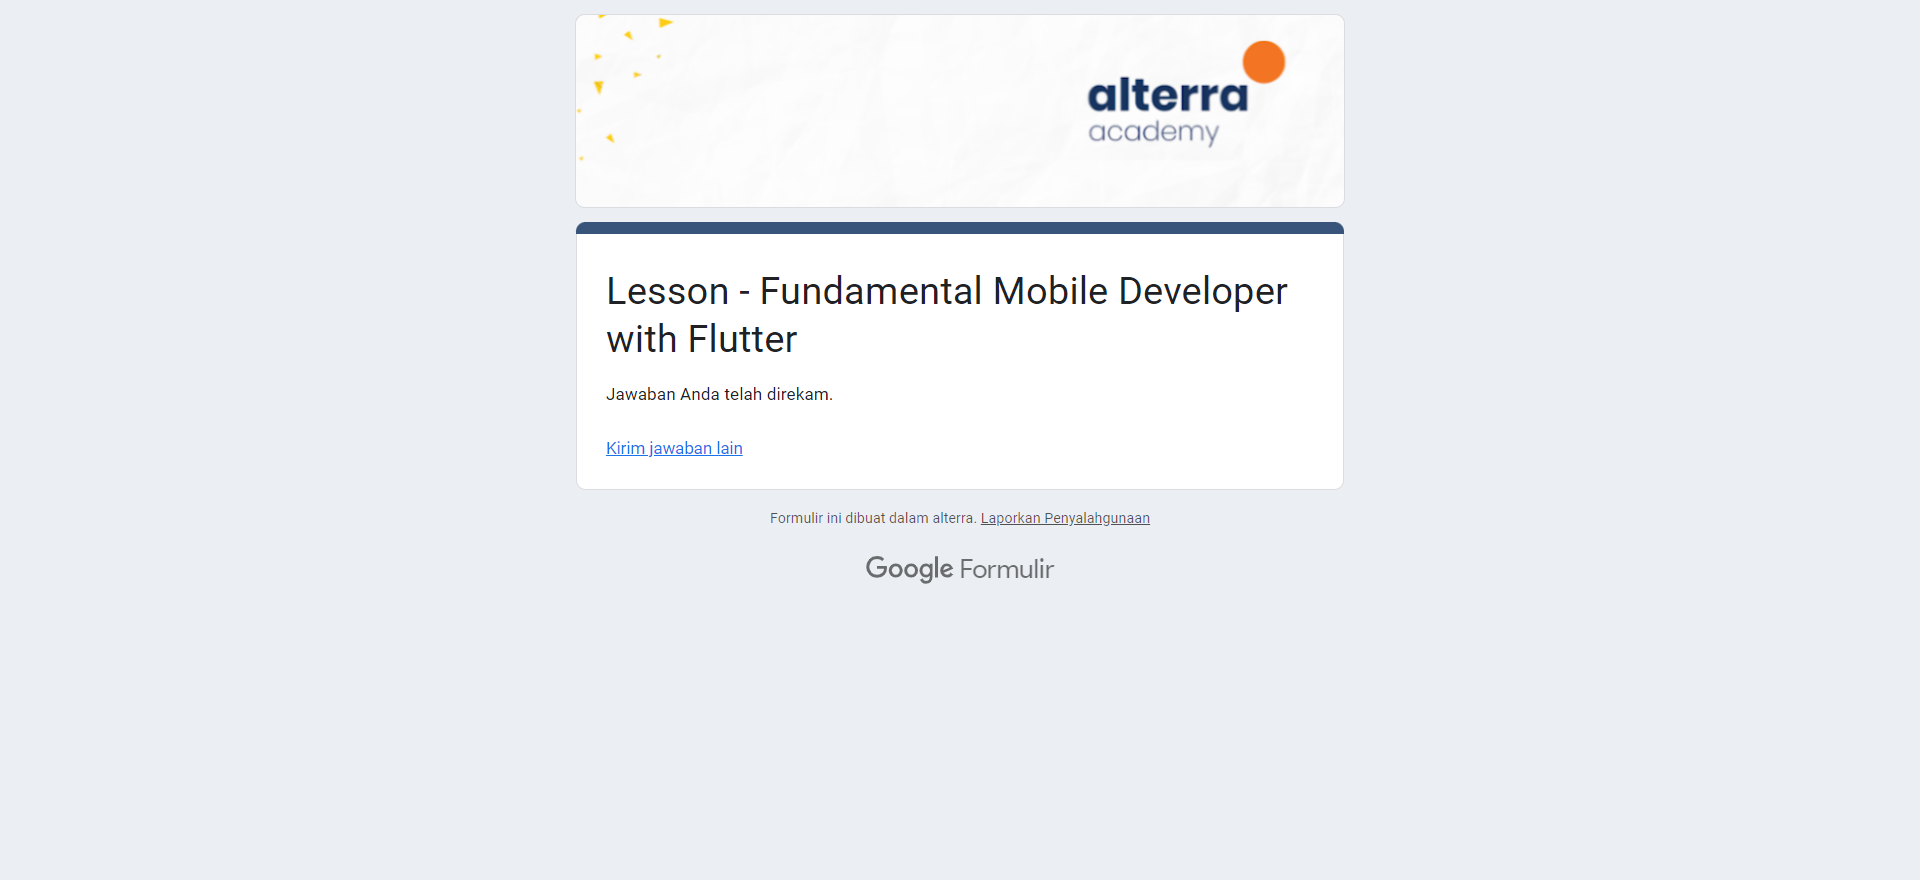 alterra
academy
Lesson - Fundamental Mobile Developer
with Flutter
Jawaban Anda telah direkam.
Kirim jawaban lain
Formulir ini dibuat dalam alterra. Laporkan Penyalahgunaan
Google Formulir